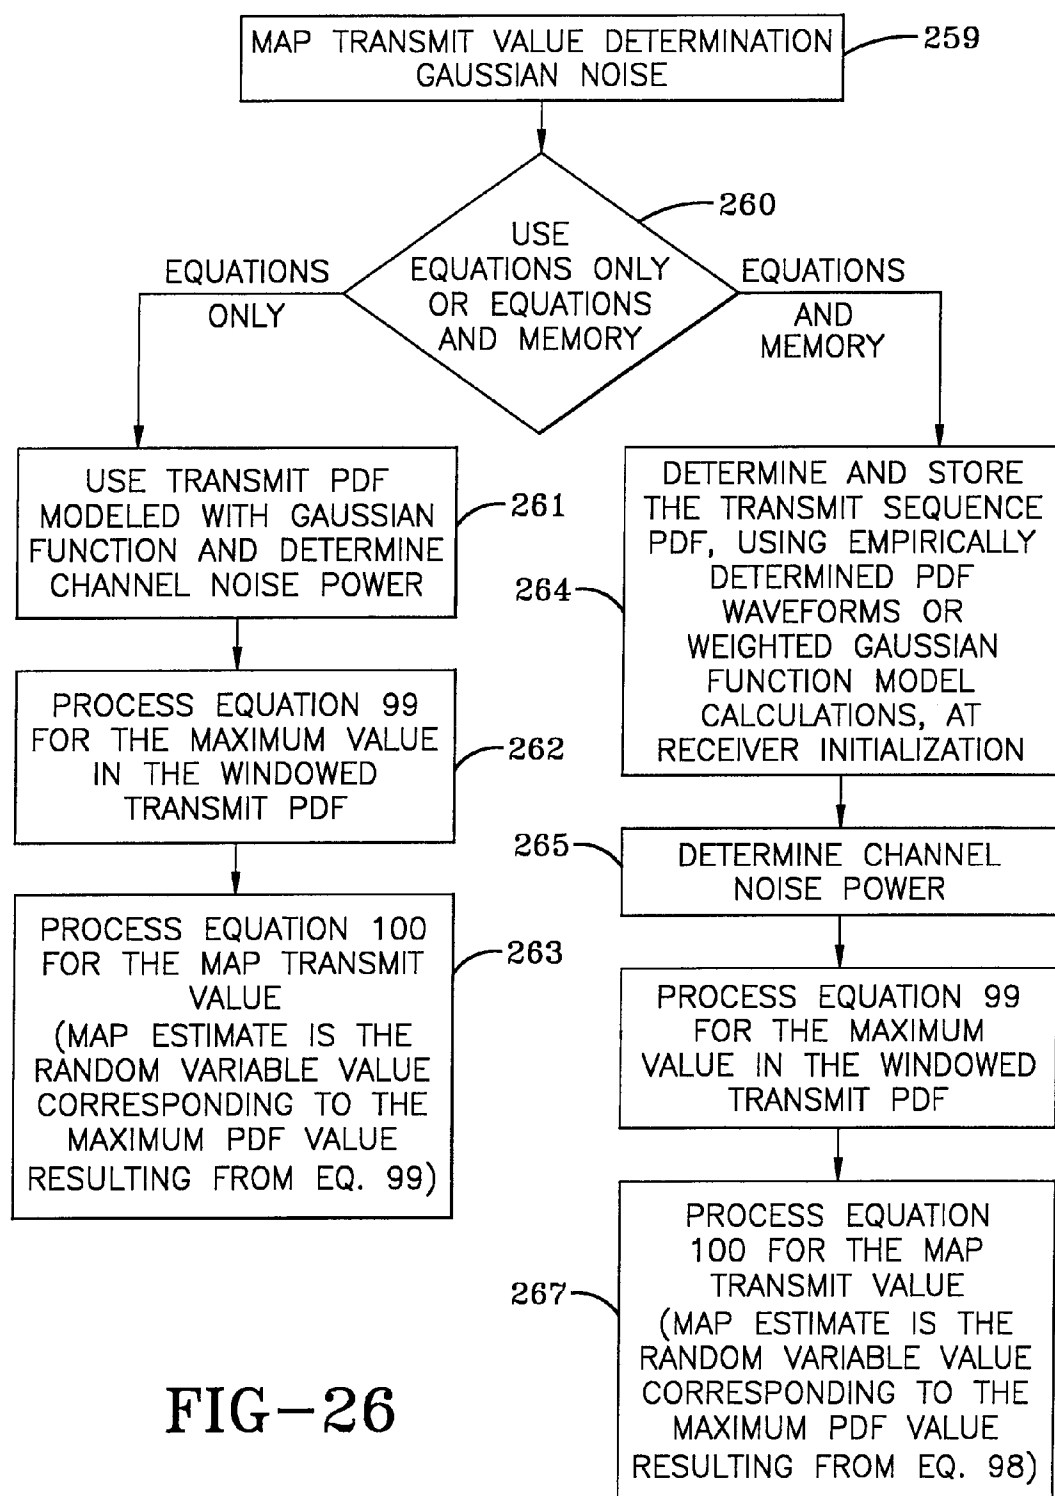 MAP TRANSMIT VALUE DETERMINATION
GAUSSIAN NOISE
259
260
USE
EQUATIONS ONLY
OR EQUATIONS
AND MEMORY
EQUATIONS
ONLY
EQUATIONS
AND
MEMORY
USE TRANSMIT PDF
MODELED WITH GAUSSIAN
FUNCTION AND DETERMINE
CHANNEL NOISE POWER
261
PROCESS EQUATION 99
FOR THE MAXIMUM VALUE
IN THE WINDOWED
TRANSMIT PDF
262
PROCESS EQUATION 100
FOR THE MAP TRANSMIT
VALUE
(MAP ESTIMATE IS THE
RANDOM VARIABLE VALUE
CORRESPONDING TO THE
MAXIMUM PDF VALUE
RESULTING FROM EQ. 99)
263
DETERMINE AND STORE
THE TRANSMIT SEQUENCE
PDF, USING EMPIRICALLY
DETERMINED PDF
WAVEFORMS OR
WEIGHTED GAUSSIAN
FUNCTION MODEL
CALCULATIONS, AT
RECEIVER INITIALIZATION
264
265
DETERMINE CHANNEL
NOISE POWER
PROCESS EQUATION 99
FOR THE MAXIMUM
VALUE IN THE WINDOWED
TRANSMIT PDF
267
PROCESS EQUATION
100 FOR THE MAP
TRANSMIT VALUE
(MAP ESTIMATE IS THE
RANDOM VARIABLE VALUE
CORRESPONDING TO THE
MAXIMUM PDF VALUE
RESULTING FROM EQ. 98)
FIG-26